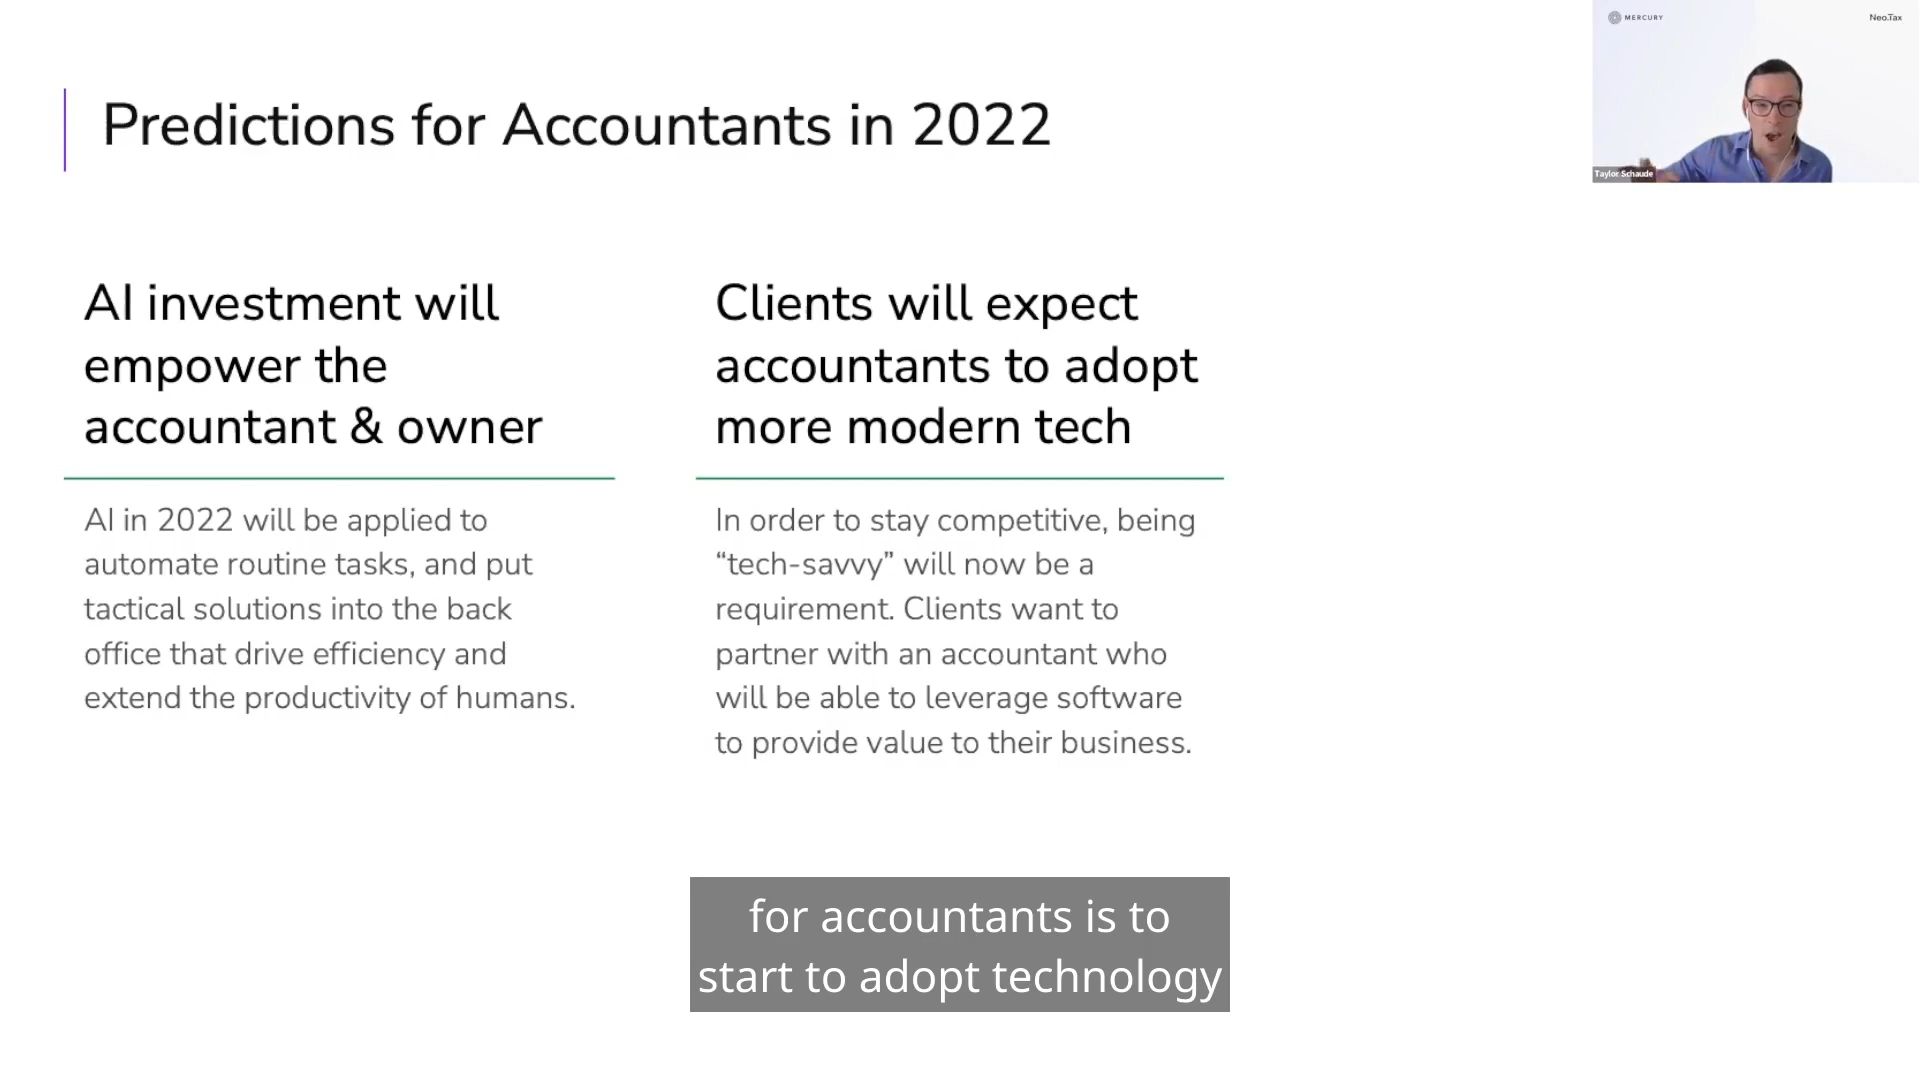 MERCURY
Neo.Tax
Taylor Schaude
Predictions for Accountants in 2022
AI investment will
empower the
accountant & owner
AI in 2022 will be applied to
automate routine tasks, and put
tactical solutions into the back
office that drive efficiency and
extend the productivity of humans.
Clients will expect
accountants to adopt
more modern tech
In order to stay competitive, being
“tech-savvy” will now be a
requirement. Clients want to
partner with an accountant who
will be able to leverage software
to provide value to their business.
for accountants is to
start to adopt technology